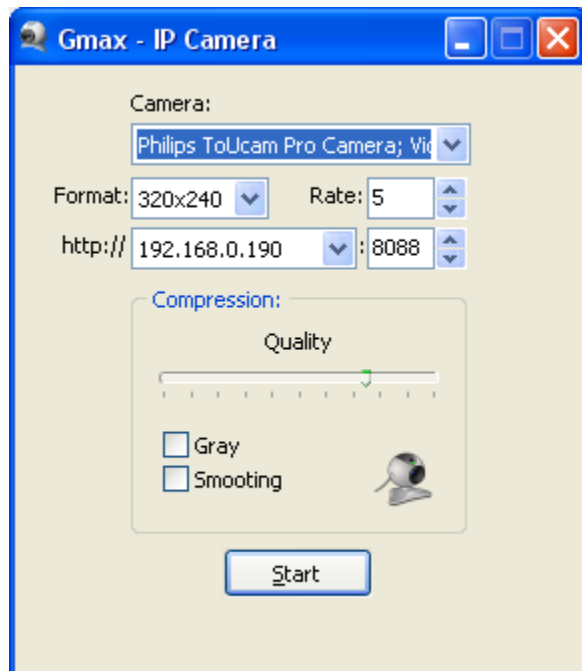 Gmax - IP Camera
Camera:
Philips ToUcam Pro Camera; Vic
Format: 320x240 Rate: 5
http:// 192.168.0.190 : 8088
Compression:
Quality
Gray
Smooting
Start